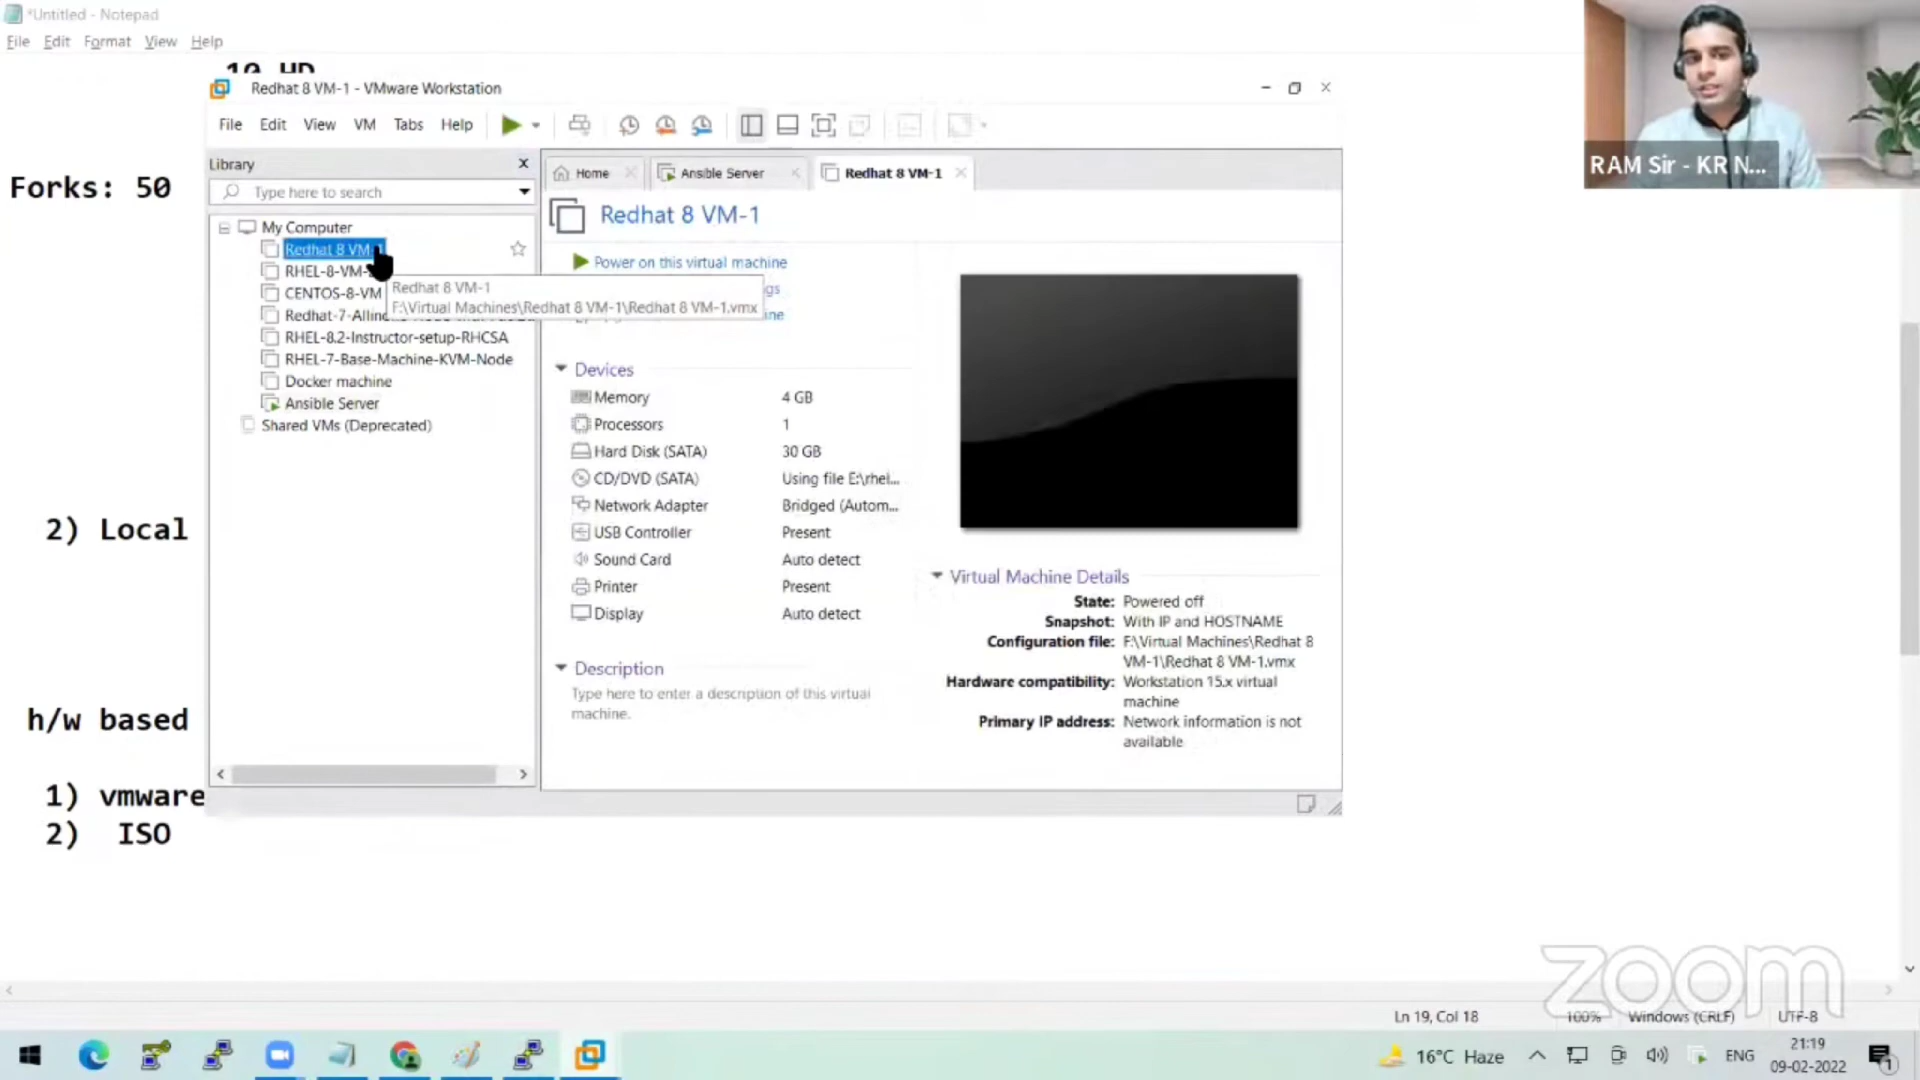 *Untitled - Notepad
File Edit Format View Help
10 HD
Forks: 50
2) Local
h/w based
1) vmware
2) ISO
Redhat 8 VM-1 - VMware Workstation
File Edit View VM Tabs Help
Library
Type here to search
My Computer
Redhat 8 VM-1
RHEL-8-VM-
CENTOS-8-VM
Redhat-7-Allin
RHEL-8.2-Instructor-setup-RHCSA
RHEL-7-Base-Machine-KVM-Node
Docker machine
Ansible Server
Shared VMs (Deprecated)
Redhat 8 VM-1
F:\Virtual Machines\Redhat 8 VM-1\Redhat 8 VM-1.vmx
Home
Ansible Server
Redhat 8 VM-1
Redhat 8 VM-1
Power on this virtual machine
gs
ine
Devices
Memory 4 GB
Processors 1
Hard Disk (SATA) 30 GB
CD/DVD (SATA) Using file E:\rhel...
Network Adapter Bridged (Autom...
USB Controller Present
Sound Card Auto detect
Printer Present
Display Auto detect
Description
Type here to enter a description of this virtual
machine.
Virtual Machine Details
State: Powered off
Snapshot: With IP and HOSTNAME
Configuration file: F:\Virtual Machines\Redhat 8
VM-1\Redhat 8 VM-1.vmx
Hardware compatibility: Workstation 15.x virtual
machine
Primary IP address: Network information is not
available
RAM Sir - KR N...
zoom
Ln 19, Col 18 100% Windows (CRLF) UTF-8
16°C Haze
ENG
21:19
09-02-2022
1